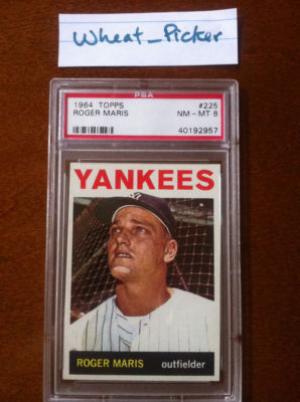 Wheat_Picker
PSA
1964 TOPPS #225
ROGER MARIS NM-MT 8
40192957
YANKEES
ROGER MARIS outfielder